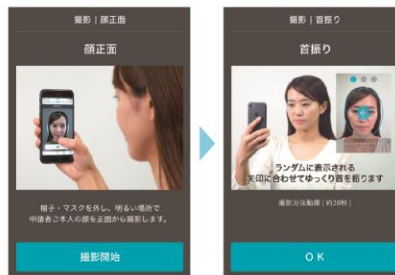 撮影 | 顔正面
顔正面
帽子・マスクを外し、明るい場所で
申請者ご本人の顔を正面から撮影します。
撮影開始
撮影 | 首振り
首振り
ランダムに表示される
矢印に合わせてゆっくり首を振ります
撮影方法動画 ( 約20秒 )
OK